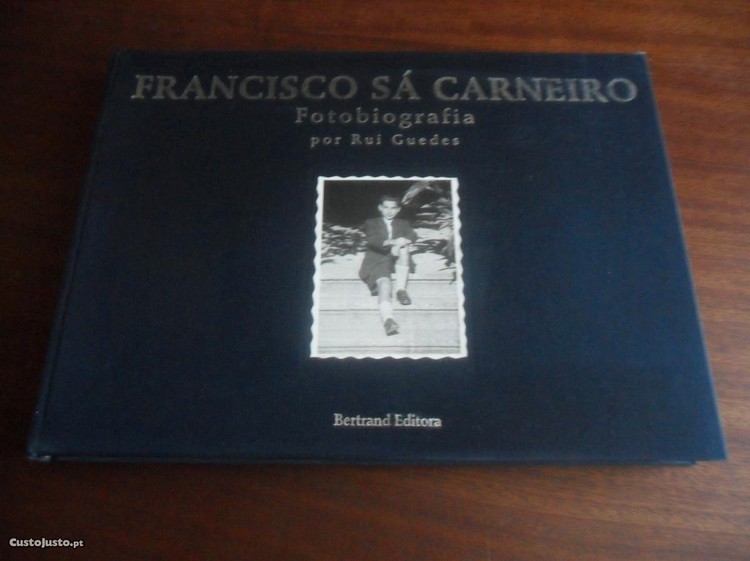 FRANCISCO SÁ CARNEIRO
Fotobiografia
por Rui Guedes
Bertrand Editora
CustoJusto.pt